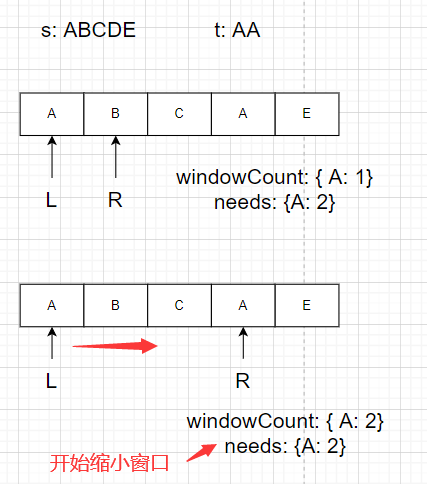 s: ABCDE t: AA
A B C A E
L R
windowCount: { A: 1}
needs: {A: 2}
A B C A E
L R
windowCount: { A: 2}
needs: {A: 2}
开始缩小窗口